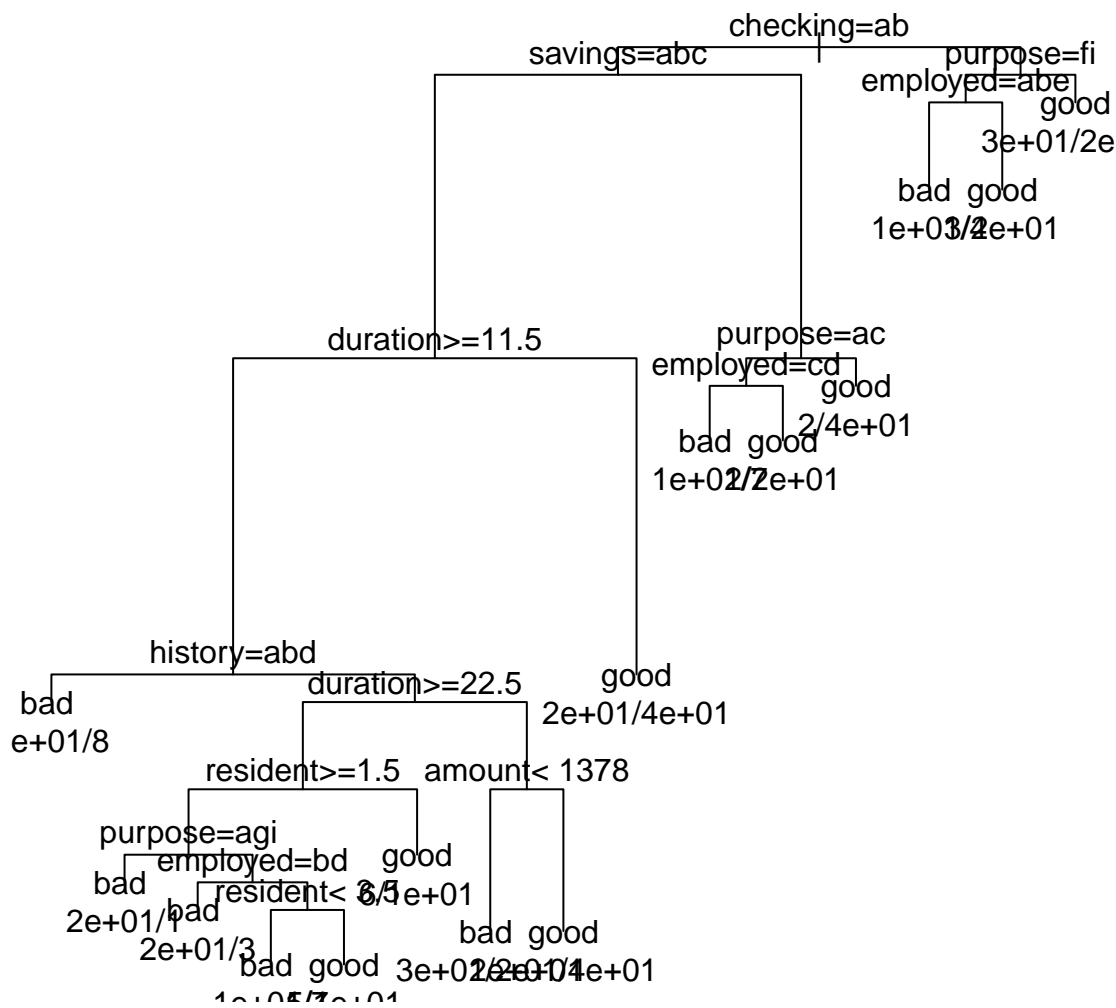 checking=ab
savings=abc
purpose=fi
employed=abe
good
3e+01/2e
bad good
duration>=11.5
purpose=ac
employed=cd
good
2/4e+01
bad good
history=abd
duration>=22.5
good
2e+01/4e+01
bad
e+01/8
resident>=1.5 amount< 1378
purpose=agi
employed=bd good
bad
2e+01/1
bad
2e+01/3
bad good
bad good